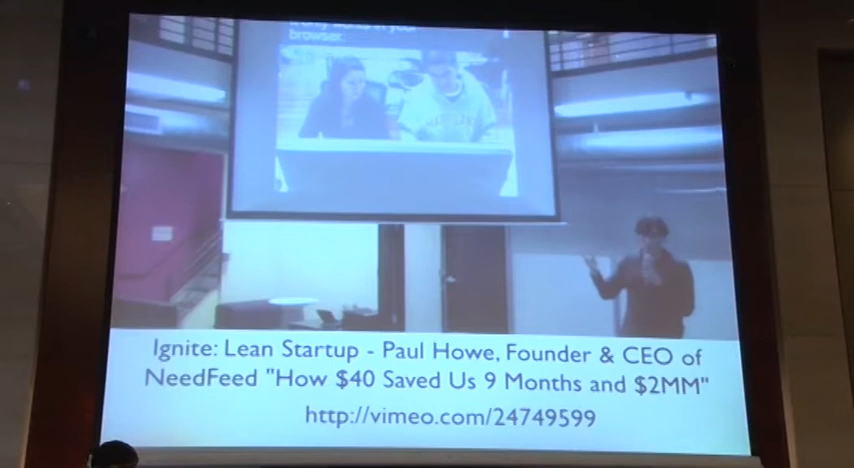 browser.
Ignite: Lean Startup - Paul Howe, Founder & CEO of
NeedFeed "How $40 Saved Us 9 Months and $2MM"
http://vimeo.com/24749599